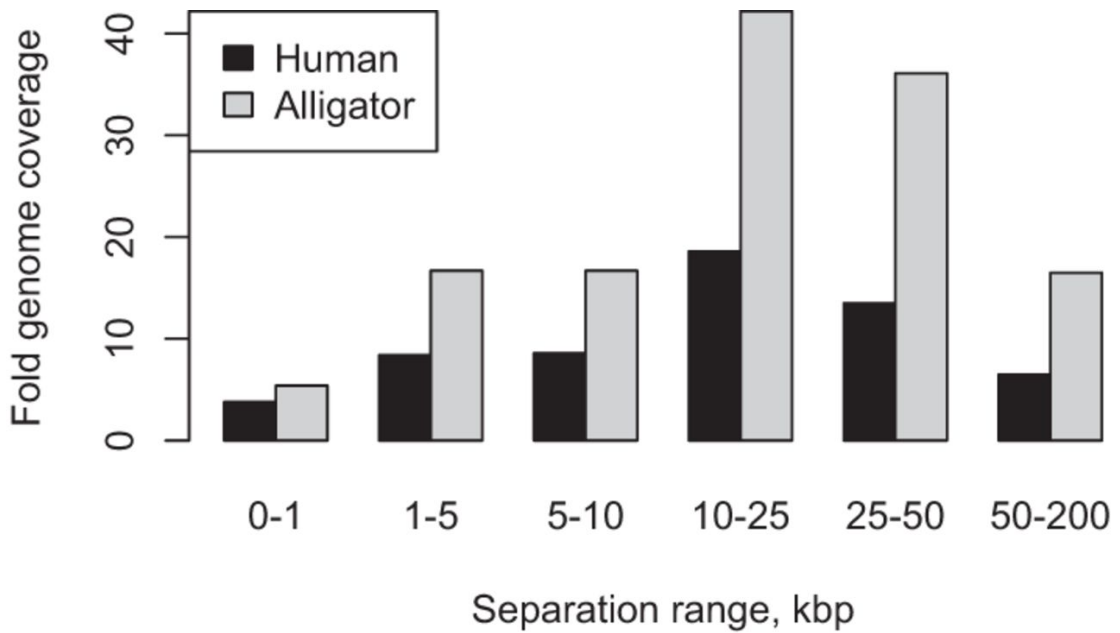 Fold genome coverage
40
30
20
10
0
Human
Alligator
0-1 1-5 5-10 10-25 25-50 50-200
Separation range, kbp